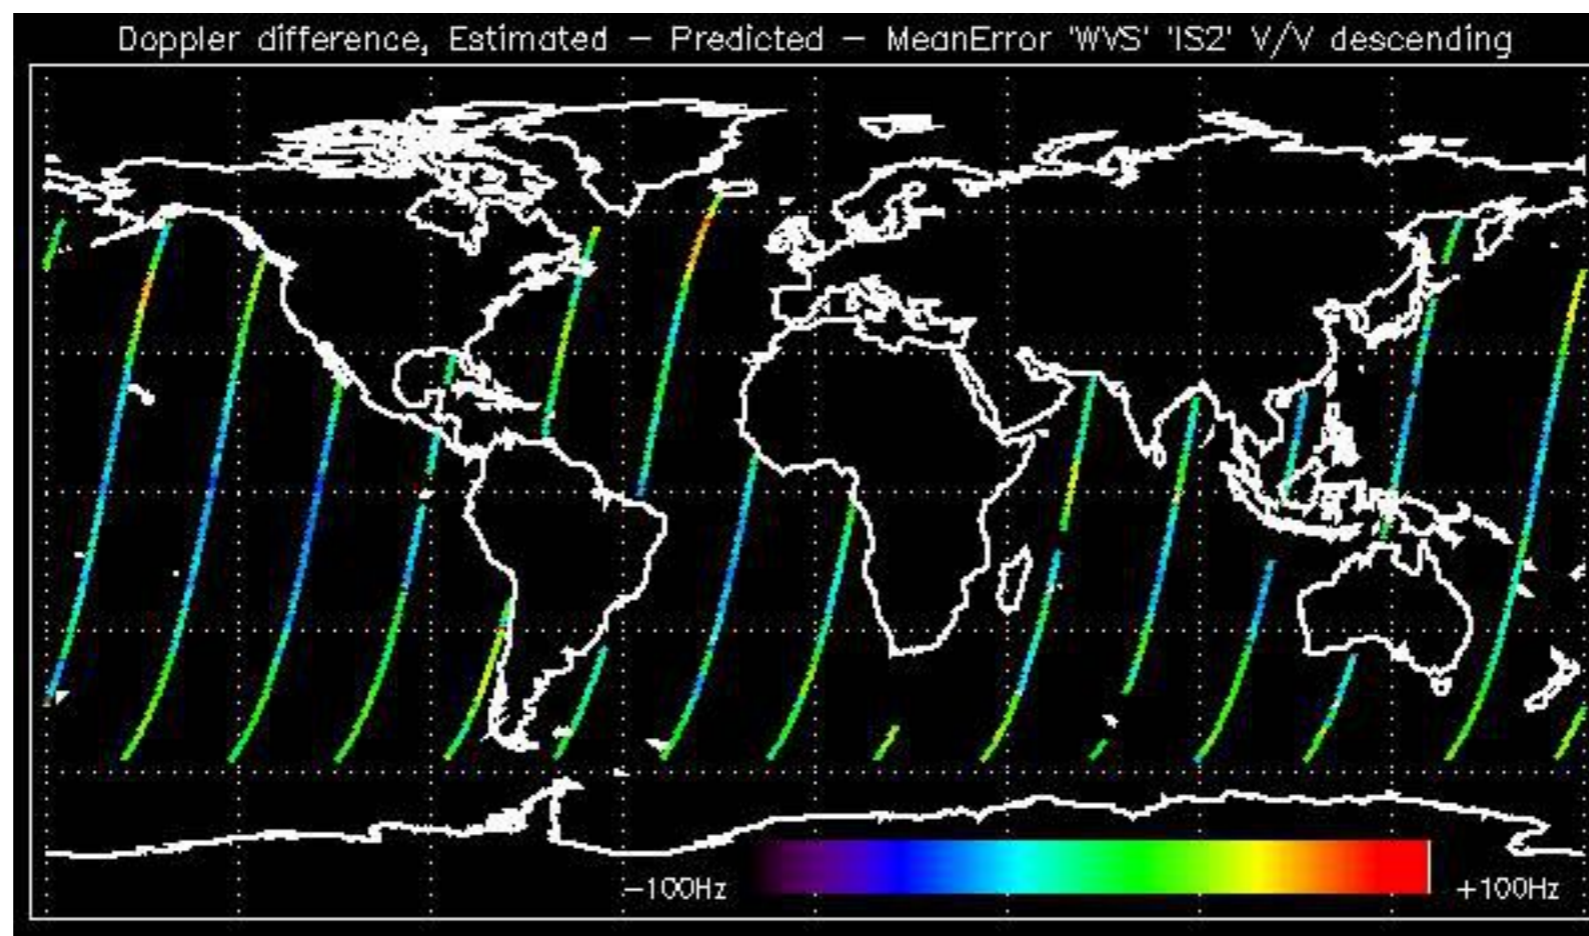 Doppler difference, Estimated - Predicted - MeanError 'WVS' 'IS2' V/V descending
-100Hz +100Hz